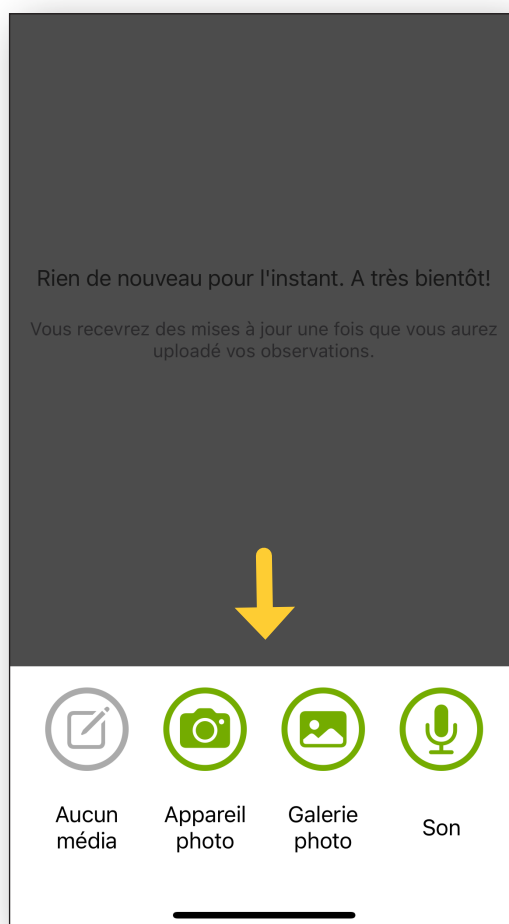 Rien de nouveau pour l'instant. A très bientôt!
Vous recevrez des mises à jour une fois que vous aurez
uploadé vos observations.
Aucun
média
Appareil
photo
Galerie
photo
Son